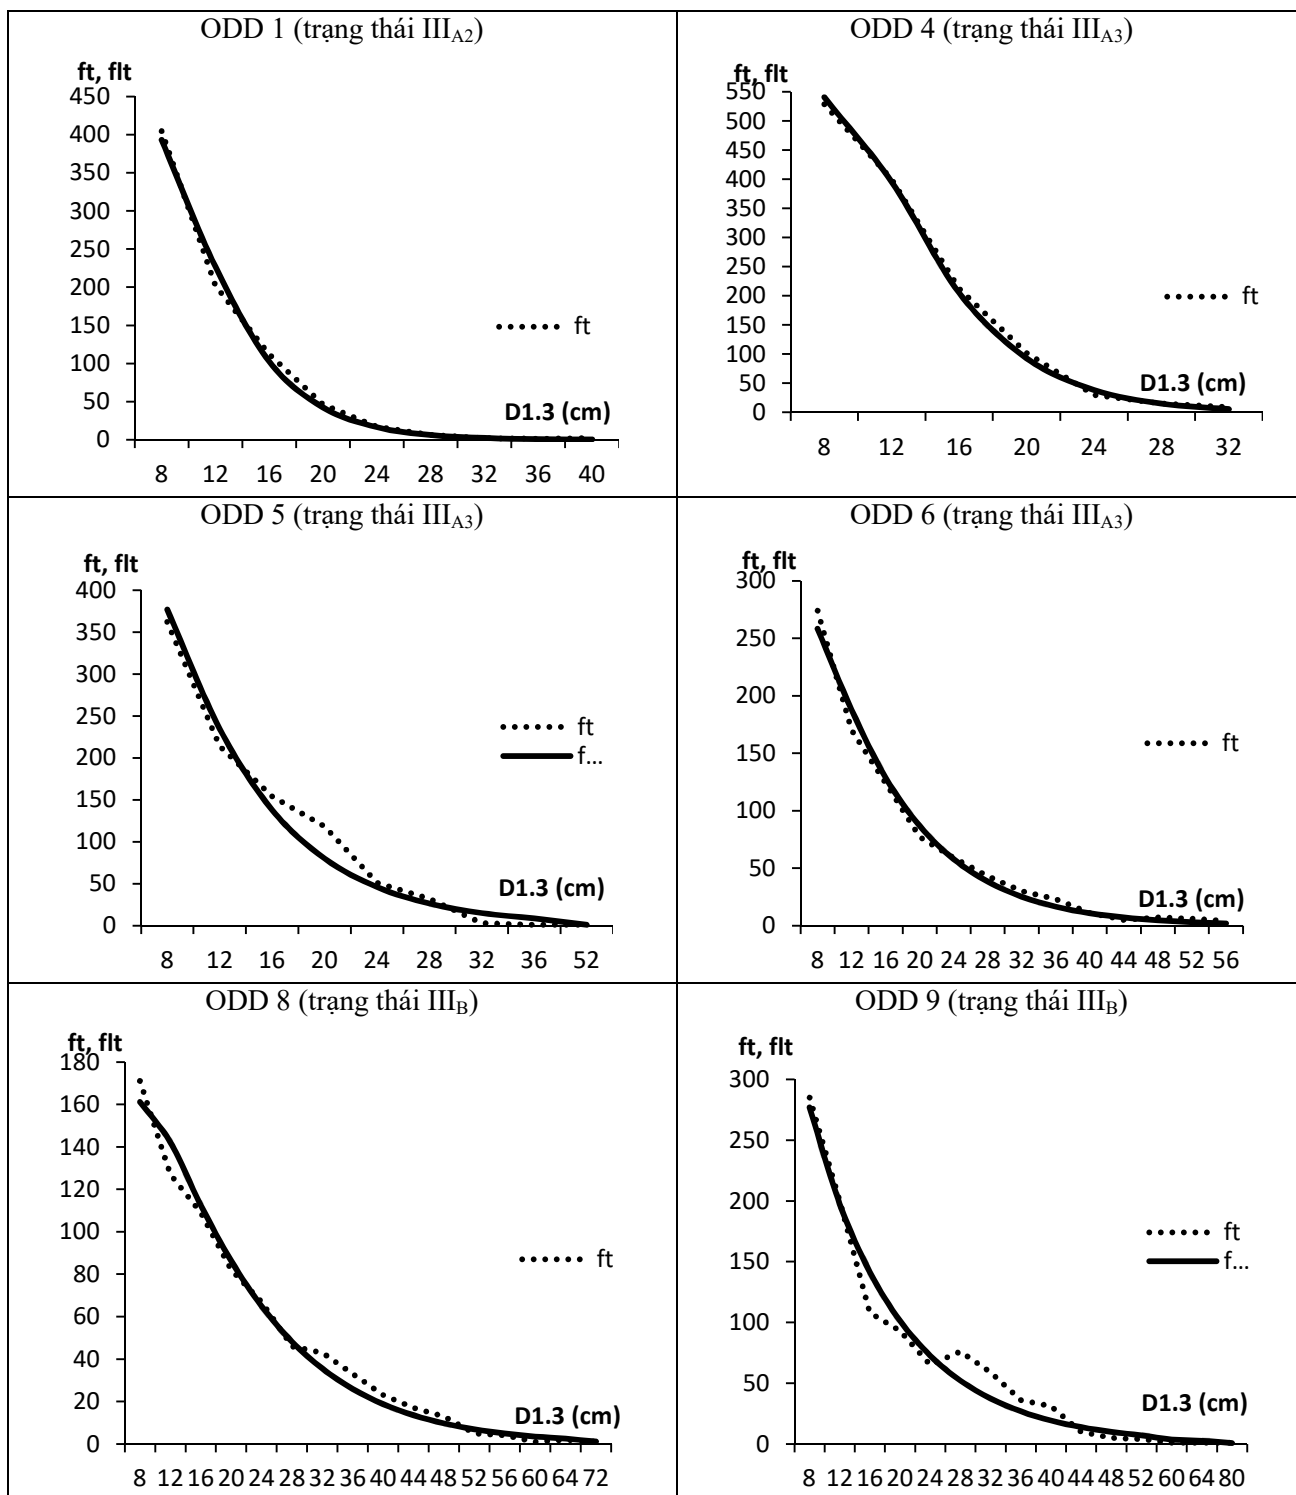 ODD 1 (trạng thái III_A2)
ft, flt
450
400
350
300
250
200
150
100
50
0
ft
D1.3 (cm)
8 12 16 20 24 28 32 36 40
ODD 4 (trạng thái III_A3)
ft, flt
550
500
450
400
350
300
250
200
150
100
50
0
ft
D1.3 (cm)
8 12 16 20 24 28 32
ODD 5 (trạng thái III_A3)
ft, flt
400
350
300
250
200
150
100
50
0
ft
f...
D1.3 (cm)
8 12 16 20 24 28 32 36 52
ODD 6 (trạng thái III_A3)
ft, flt
300
250
200
150
100
50
0
ft
D1.3 (cm)
8 12 16 20 24 28 32 36 40 44 48 52 56
ODD 8 (trạng thái III_B)
ft, flt
180
160
140
120
100
80
60
40
20
0
ft
D1.3 (cm)
8 12 16 20 24 28 32 36 40 44 48 52 56 60 64 72
ODD 9 (trạng thái III_B)
ft, flt
300
250
200
150
100
50
0
ft
f...
D1.3 (cm)
8 12 16 20 24 28 32 36 40 44 48 52 56 60 64 80